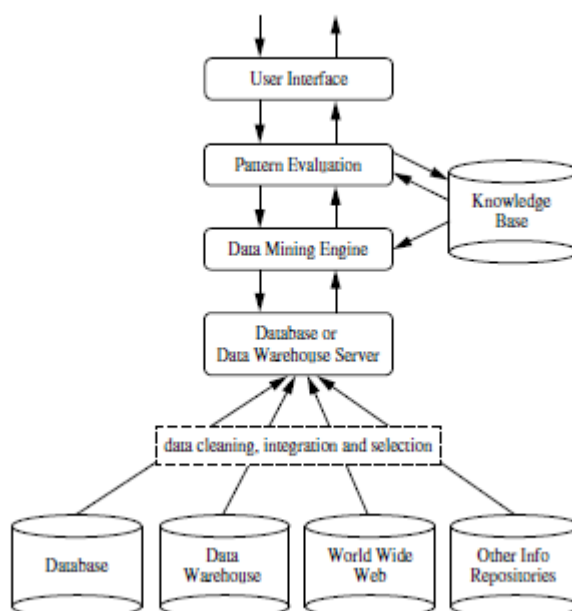 User Interface
Pattern Evaluation
Knowledge
Base
Data Mining Engine
Database or
Data Warehouse Server
data cleaning, integration and selection
Database
Data
Warehouse
World Wide
Web
Other Info
Repositories